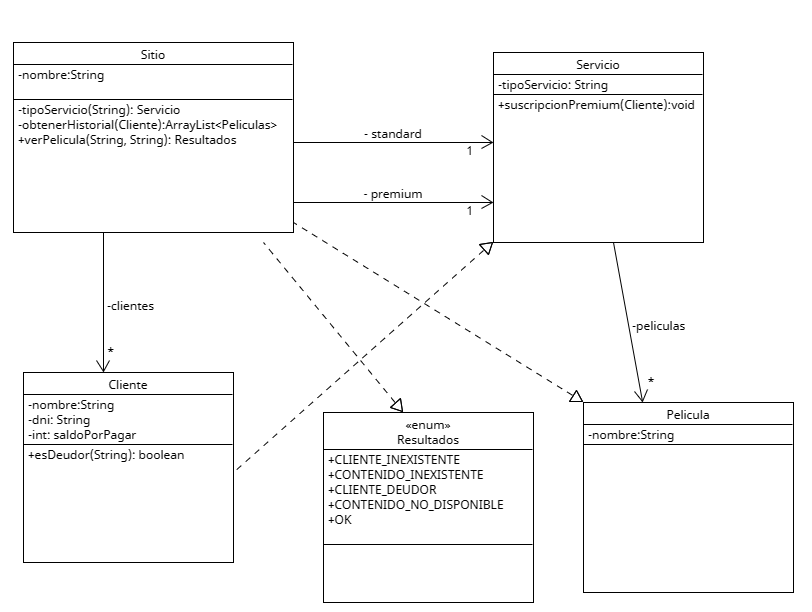 Sitio
-nombre:String
-tipoServicio(String): Servicio
-obtenerHistorial(Cliente):ArrayList<Peliculas>
+verPelicula(String, String): Resultados
- standard
1
- premium
1
Servicio
-tipoServicio: String
+suscripcionPremium(Cliente):void
-clientes
*
-peliculas
*
Cliente
-nombre:String
-dni: String
-int: saldoPorPagar
+esDeudor(String): boolean
«enum»
Resultados
+CLIENTE_INEXISTENTE
+CONTENIDO_INEXISTENTE
+CLIENTE_DEUDOR
+CONTENIDO_NO_DISPONIBLE
+OK
Pelicula
-nombre:String